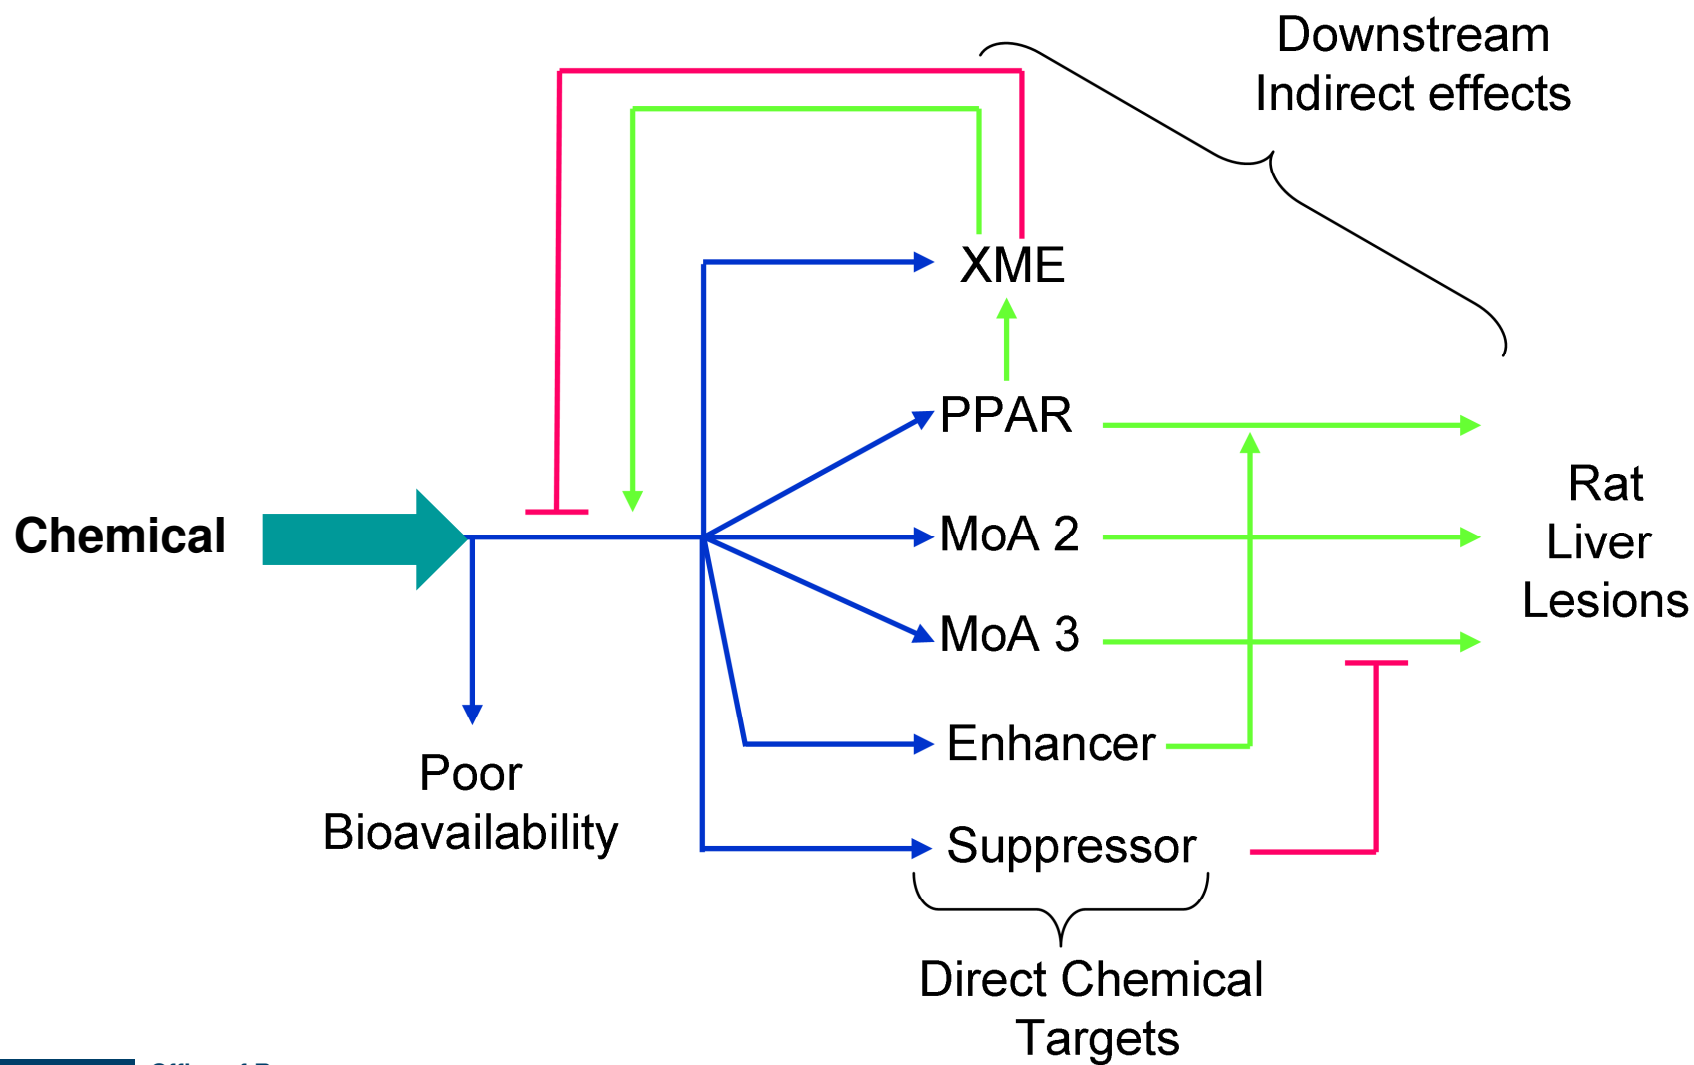 Downstream
Indirect effects
XME
PPAR
Chemical
MoA 2
Rat
Liver
Lesions
MoA 3
Enhancer
Poor
Bioavailability
Suppressor
Direct Chemical
Targets